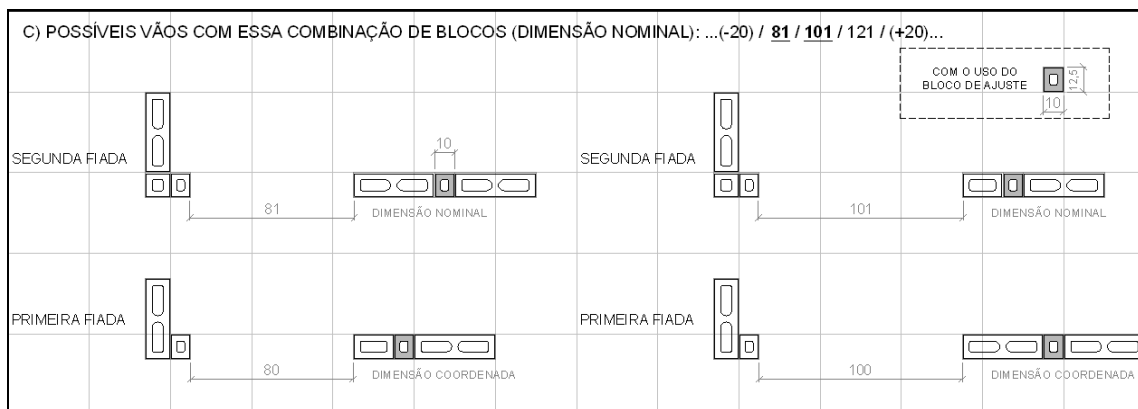 C) POSSÍVEIS VÃOS COM ESSA COMBINAÇÃO DE BLOCOS (DIMENSÃO NOMINAL): ...(-20) / 81 / 101 / 121 / (+20)...
COM O USO DO
BLOCO DE AJUSTE
12,5
10
SEGUNDA FIADA
10
81
DIMENSÃO NOMINAL
SEGUNDA FIADA
101
DIMENSÃO NOMINAL
PRIMEIRA FIADA
80
DIMENSÃO COORDENADA
PRIMEIRA FIADA
100
DIMENSÃO COORDENADA